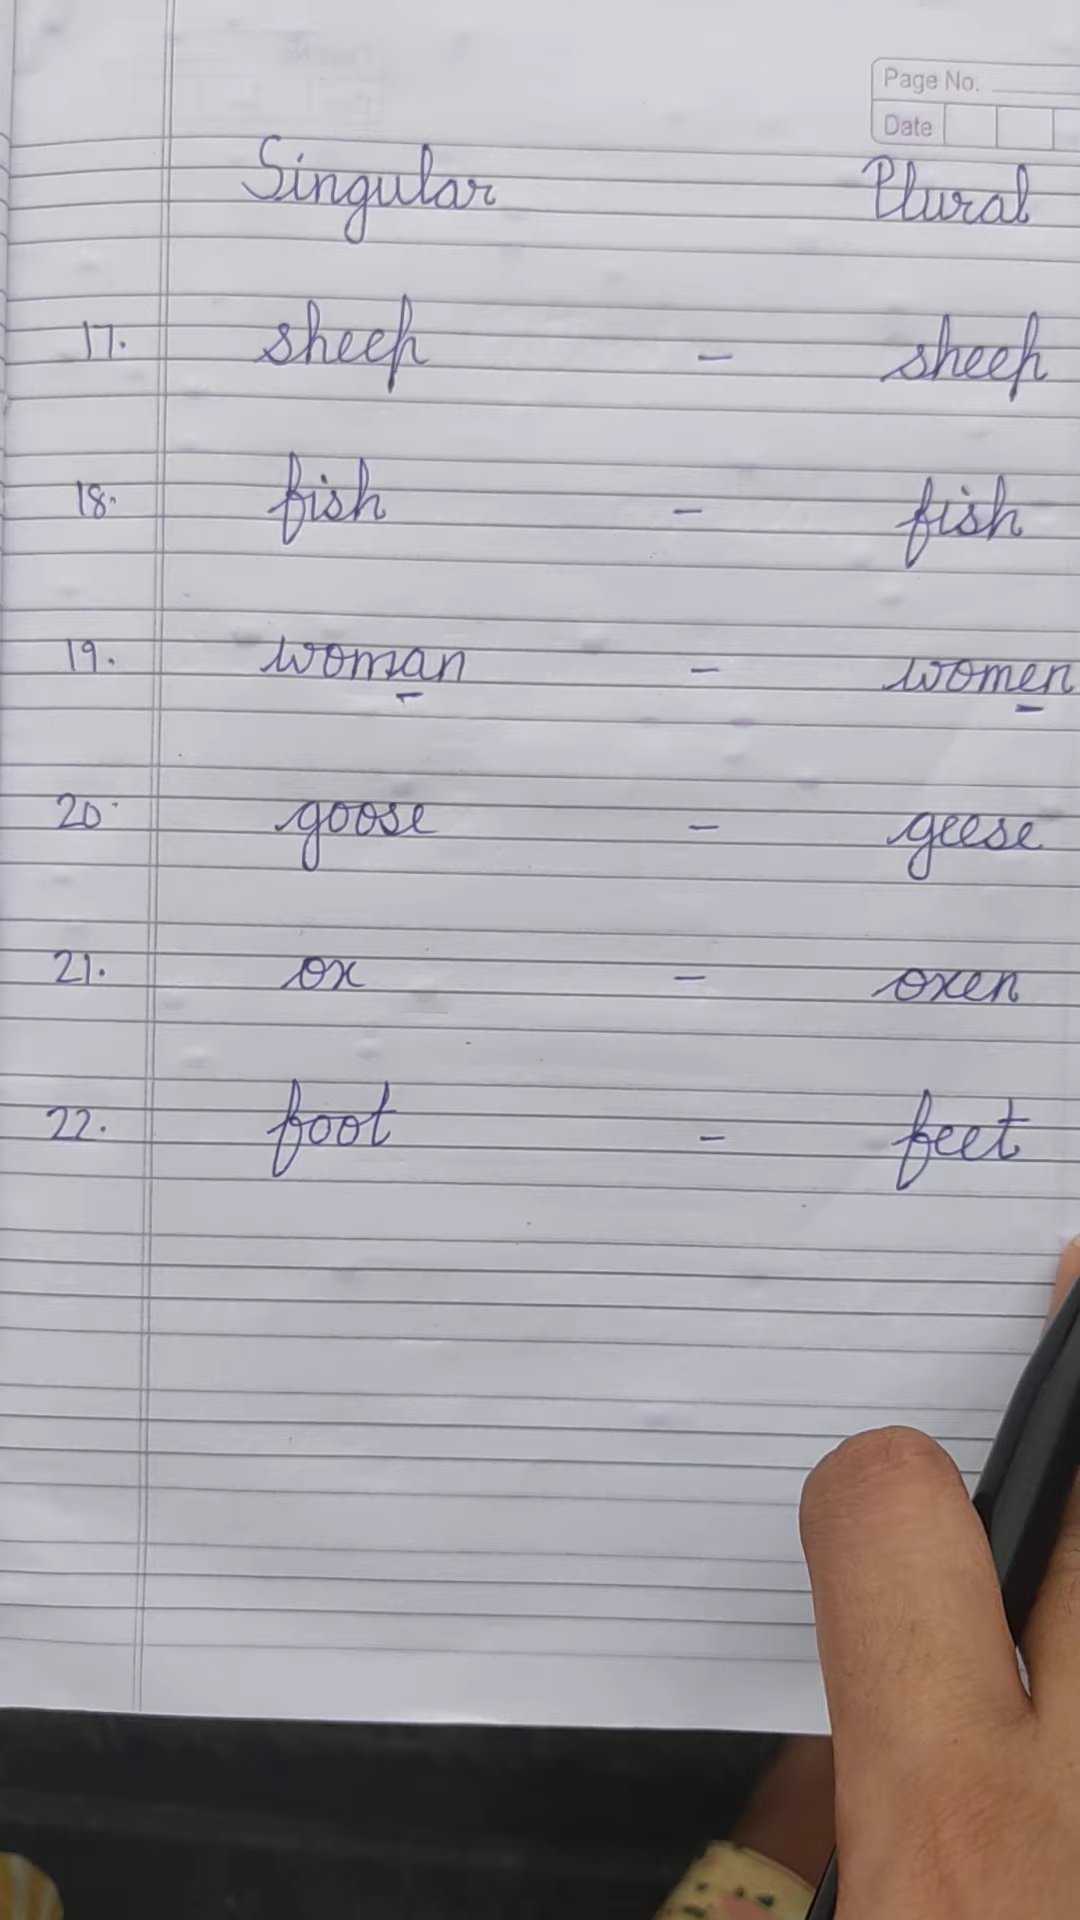 Page No.
Date
Singular Plural
17. sheep - sheep
18. fish - fish
19. woman - women
20. goose - geese
21. ox - oxen
22. foot - feet